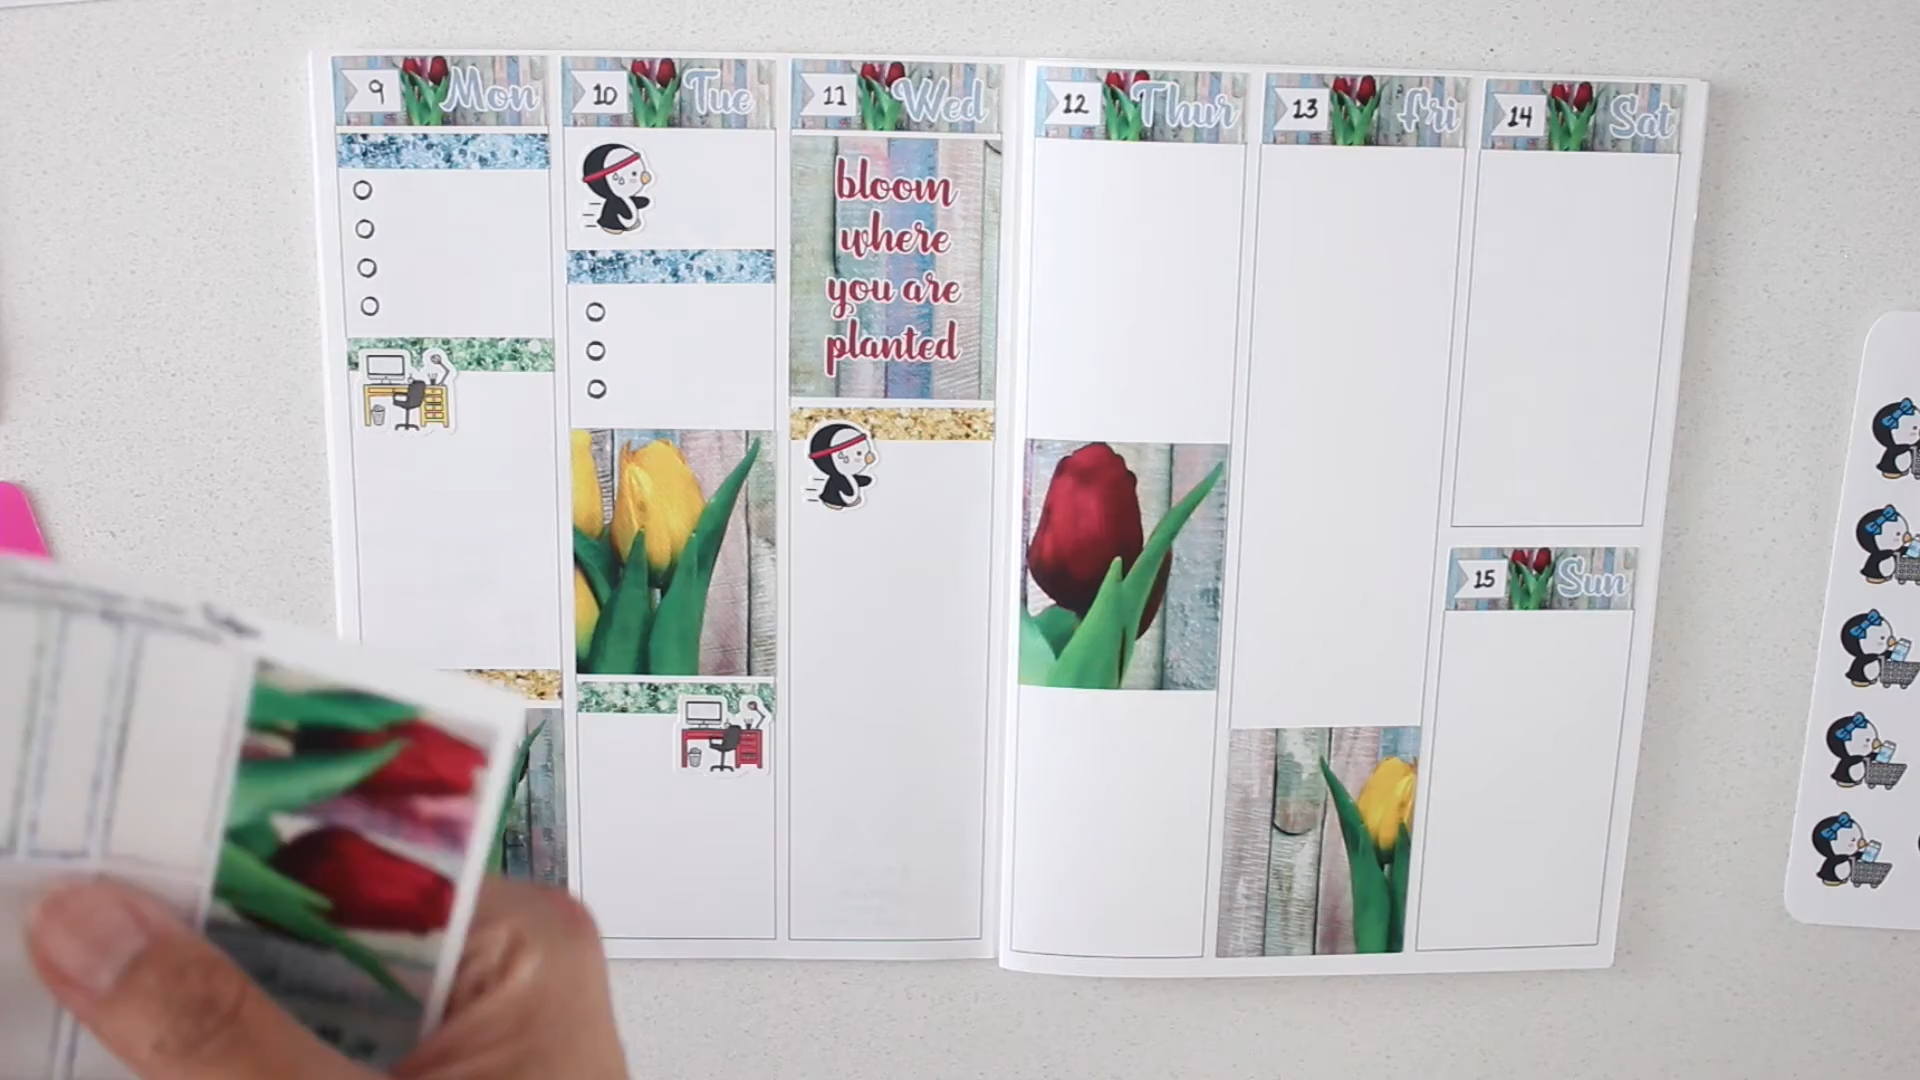 9 Mon
10 Tue
11 Wed
12 Thur
13 fri
14 Sat
bloom
where
you are
planted
15 Sun